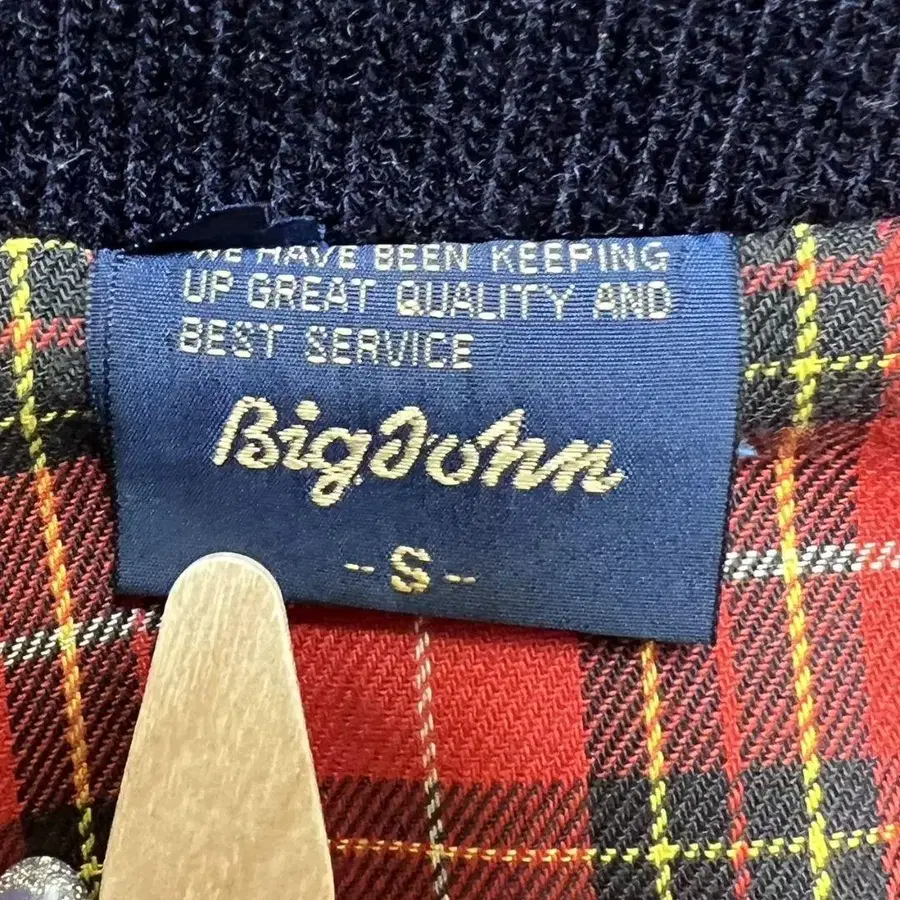 WE HAVE BEEN KEEPING
UP GREAT QUALITY AND
BEST SERVICE
BigJohn
-S-